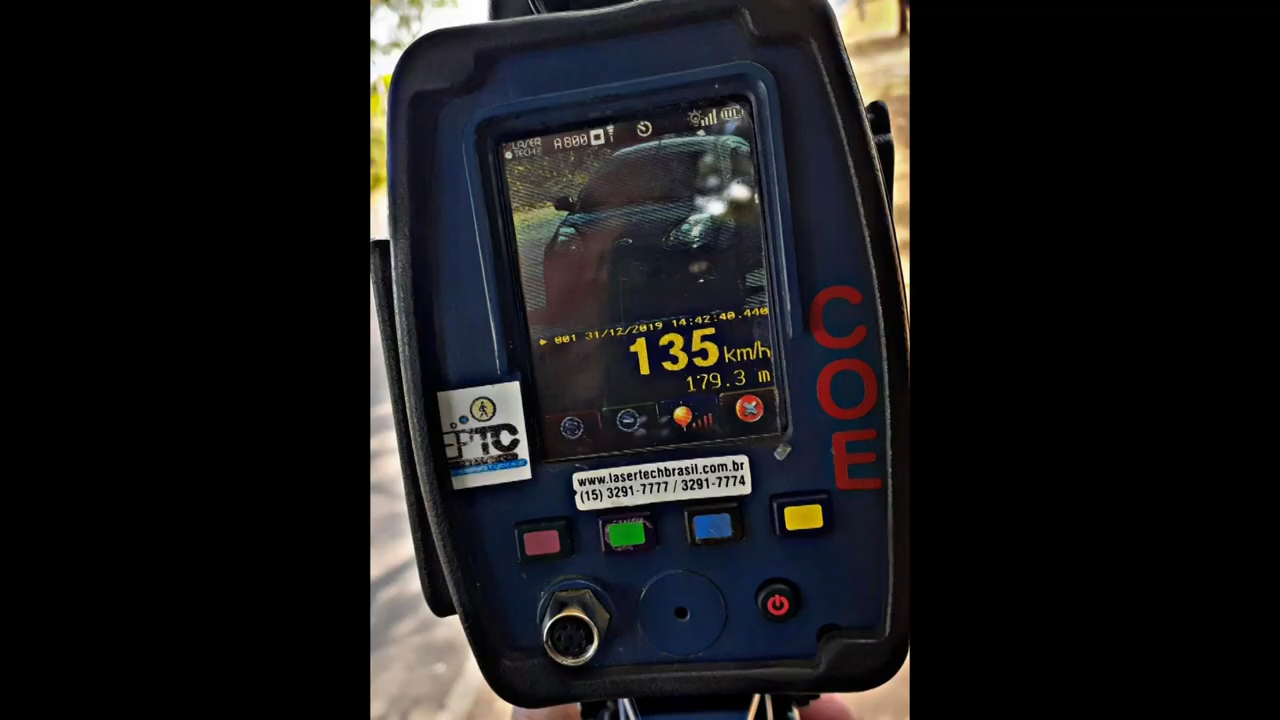 LASER TECH
A800
001 31/12/2019 14:42:40.440
135 km/h
179.3 m
COE
EPTC
www.lasertechbrasil.com.br
(15) 3291-7777 / 3291-7774